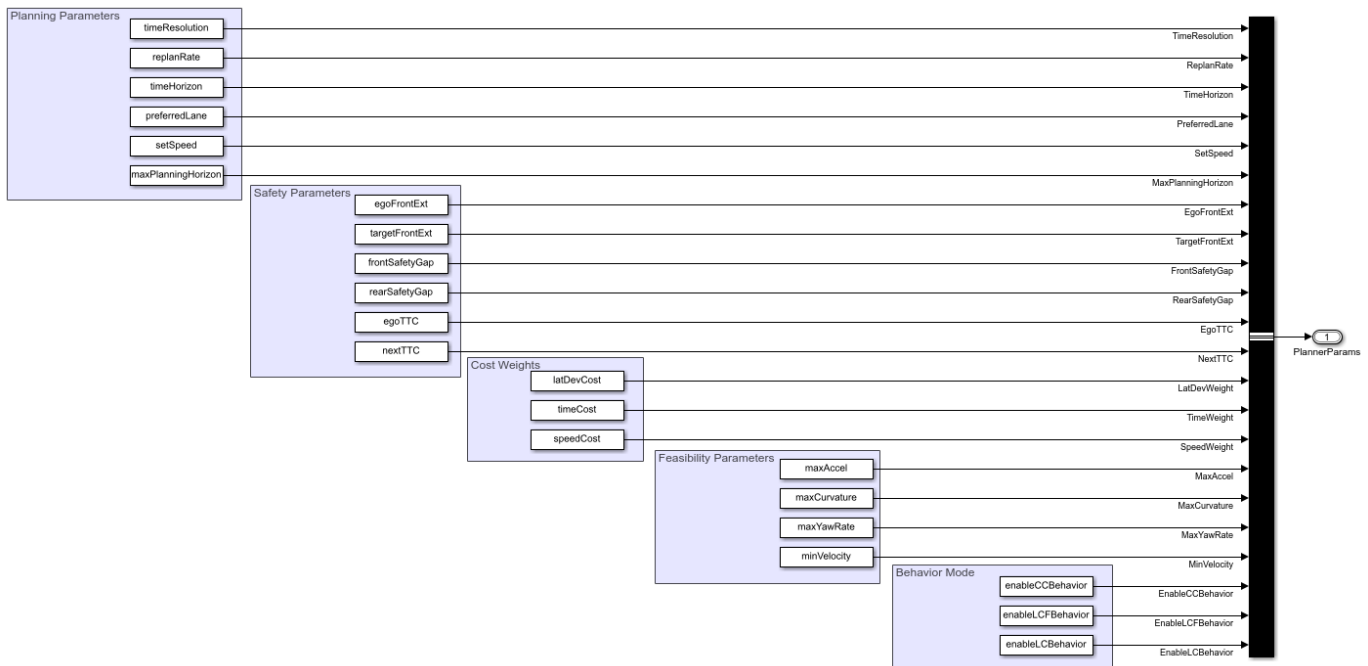 Planning Parameters
timeResolution
TimeResolution
replanRate
ReplanRate
timeHorizon
TimeHorizon
preferredLane
PreferredLane
setSpeed
SetSpeed
maxPlanningHorizon
MaxPlanningHorizon
Safety Parameters
egoFrontExt
EgoFrontExt
targetFrontExt
TargetFrontExt
frontSafetyGap
FrontSafetyGap
rearSafetyGap
RearSafetyGap
egoTTC
EgoTTC
nextTTC
NextTTC
1
PlannerParams
Cost Weights
latDevCost
LatDevWeight
timeCost
TimeWeight
speedCost
SpeedWeight
Feasibility Parameters
maxAccel
MaxAccel
maxCurvature
MaxCurvature
maxYawRate
MaxYawRate
minVelocity
MinVelocity
Behavior Mode
enableCCBehavior
EnableCCBehavior
enableLCFBehavior
EnableLCFBehavior
enableLCBehavior
EnableLCBehavior